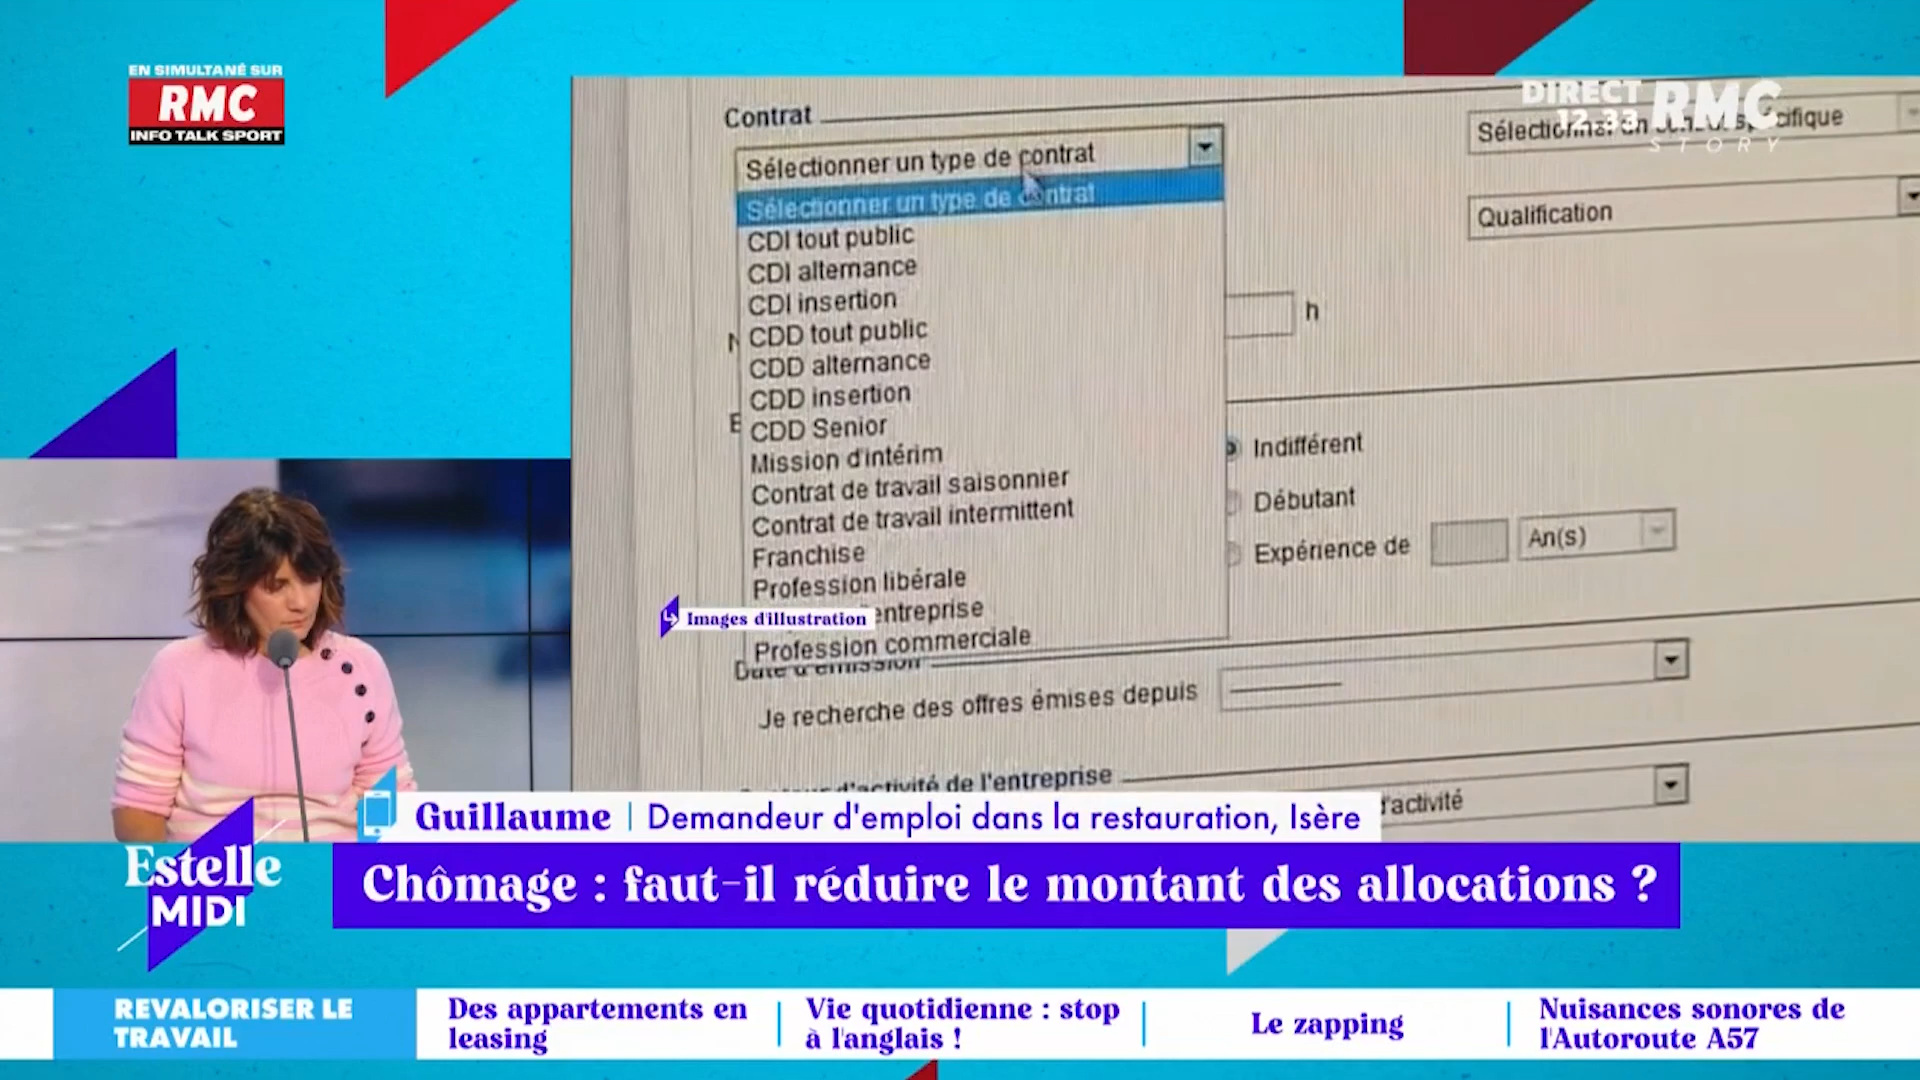 EN SIMULTANÉ SUR
RMC
INFO TALK SPORT
DIRECT
12.33
RMC
STORY
Contrat
Sélectionner un type de contrat
Sélectionner un type de contrat
CDI tout public
CDI alternance
CDI insertion
CDD tout public
CDD alternance
CDD insertion
CDD Senior
Mission d'intérim
Contrat de travail saisonnier
Contrat de travail intermittent
Franchise
Profession libérale
entreprise
Profession commerciale
Images d'illustration
Qualification
h
Indifférent
Débutant
Expérience de
An(s)
Date d'émission
Je recherche des offres émises depuis
d'activité de l'entreprise
d'activité
Guillaume | Demandeur d'emploi dans la restauration, Isère
Estelle
MIDI
Chômage : faut-il réduire le montant des allocations ?
REVALORISER LE
TRAVAIL
Des appartements en
leasing
Vie quotidienne : stop
à l'anglais !
Le zapping
Nuisances sonores de
l'Autoroute A57